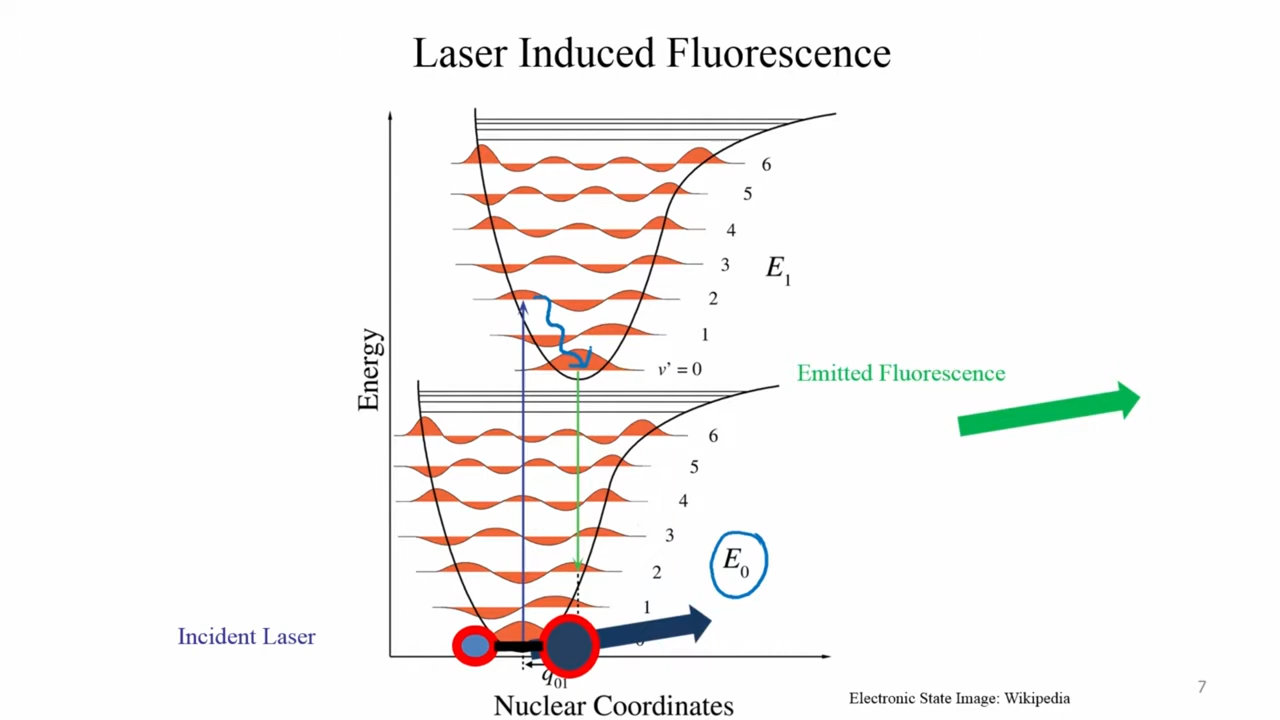 Laser Induced Fluorescence
6
5
4
3
E1
2
1
v' = 0
Energy
Emitted Fluorescence
6
5
4
3
E0
2
1
Incident Laser
q01
Nuclear Coordinates
Electronic State Image: Wikipedia
7